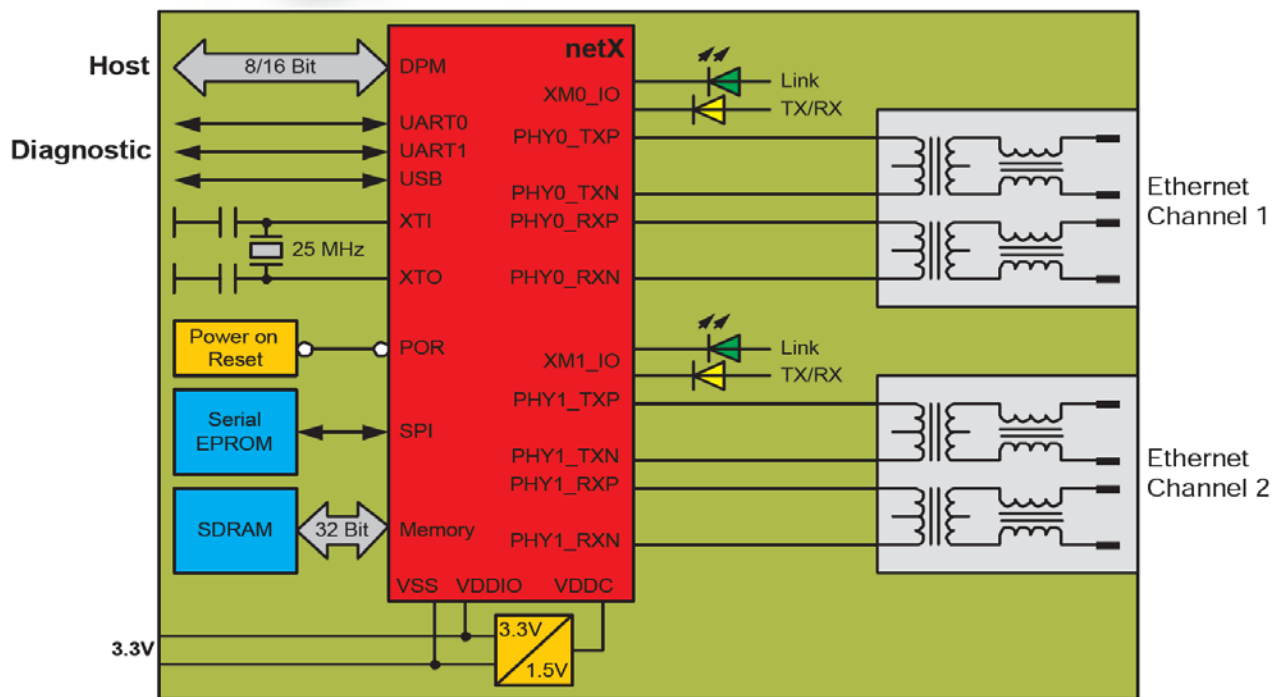 netX
Host
8/16 Bit
DPM
XM0_IO
Link
TX/RX
Diagnostic
UART0
UART1
USB
PHY0_TXP
PHY0_TXN
PHY0_RXP
PHY0_RXN
Ethernet
Channel 1
XTI
25 MHz
XTO
Power on
Reset
POR
XM1_IO
Link
TX/RX
Serial
EPROM
SPI
PHY1_TXP
PHY1_TXN
PHY1_RXP
PHY1_RXN
Ethernet
Channel 2
SDRAM
32 Bit
Memory
VSS VDDIO VDDC
3.3V
3.3V
1.5V